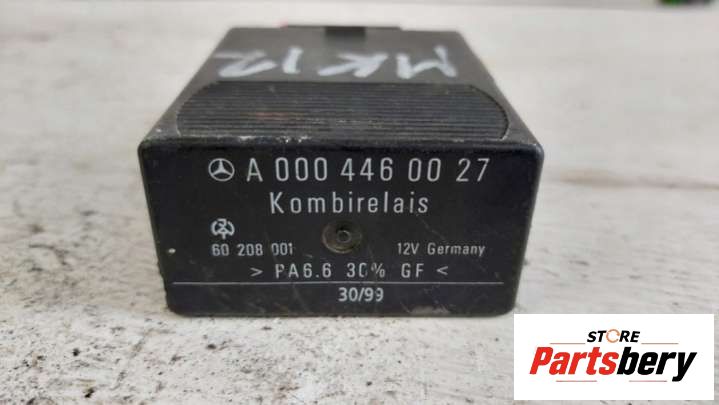 MK12
A 000 446 00 27
Kombirelais
60 208 001
12V Germany
> PA6.6 30% GF <
30/99
STORE
Partsbery